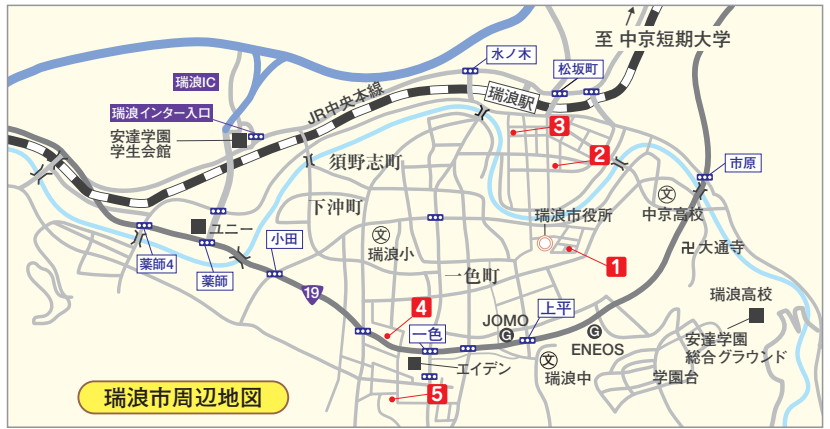 至 中京短期大学
水ノ木
松坂町
瑞浪IC
瑞浪駅
JR中央本線
瑞浪インター入口
3
安達学園
学生会館
2
須野志町
市原
文
中京高校
下沖町
瑞浪市役所
ユニー
文
瑞浪小
小田
卍大通寺
薬師4
薬師
一色町
1
19
瑞浪高校
4
JOMO
上平
G
G
一色
ENEOS
安達学園
総合グラウンド
エイデン
文
瑞浪中
学園台
5
瑞浪市周辺地図